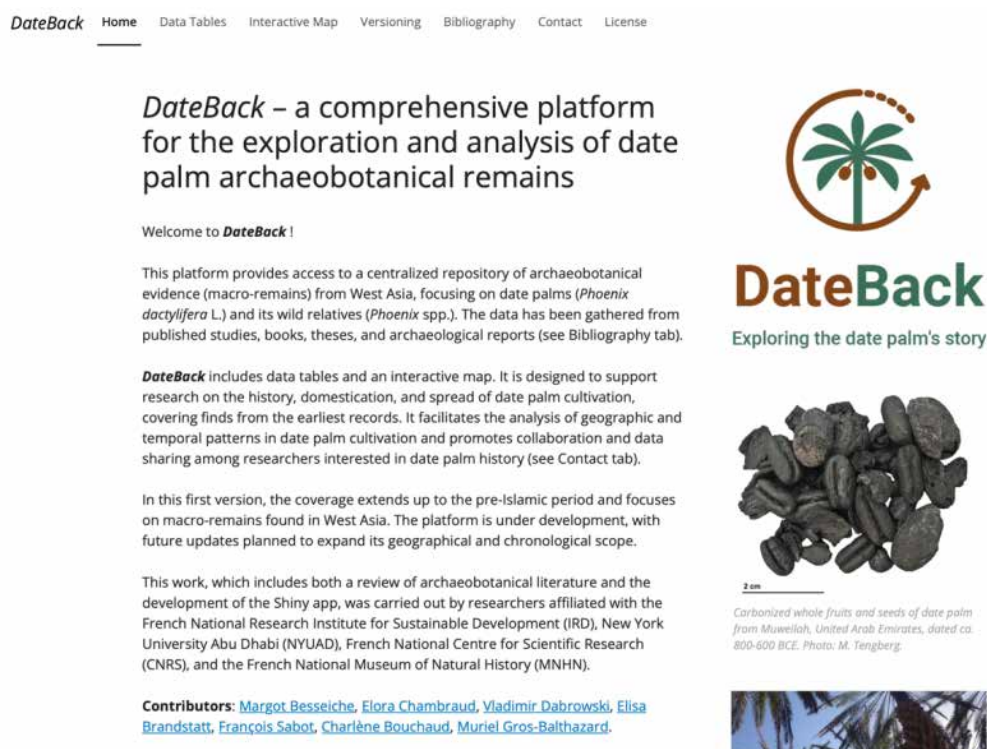 DateBack Home Data Tables Interactive Map Versioning Bibliography Contact License
DateBack – a comprehensive platform
for the exploration and analysis of date
palm archaeobotanical remains
Welcome to DateBack !
This platform provides access to a centralized repository of archaeobotanical
evidence (macro-remains) from West Asia, focusing on date palms (Phoenix
dactylifera L.) and its wild relatives (Phoenix spp.). The data has been gathered from
published studies, books, theses, and archaeological reports (see Bibliography tab).
DateBack includes data tables and an interactive map. It is designed to support
research on the history, domestication, and spread of date palm cultivation,
covering finds from the earliest records. It facilitates the analysis of geographic and
temporal patterns in date palm cultivation and promotes collaboration and data
sharing among researchers interested in date palm history (see Contact tab).
In this first version, the coverage extends up to the pre-Islamic period and focuses
on macro-remains found in West Asia. The platform is under development, with
future updates planned to expand its geographical and chronological scope.
This work, which includes both a review of archaeobotanical literature and the
development of the Shiny app, was carried out by researchers affiliated with the
French National Research Institute for Sustainable Development (IRD), New York
University Abu Dhabi (NYUAD), French National Centre for Scientific Research
(CNRS), and the French National Museum of Natural History (MNHN).
Contributors: Margot Besseiche, Elora Chambraud, Vladimir Dabrowski, Elisa
Brandstatt, François Sabot, Charlène Bouchaud, Muriel Gros-Balthazard.
DateBack
Exploring the date palm's story
2 cm
Carbonized whole fruits and seeds of date palm
from Muweilah, United Arab Emirates, dated ca.
800-600 BCE. Photo: M. Tengberg.